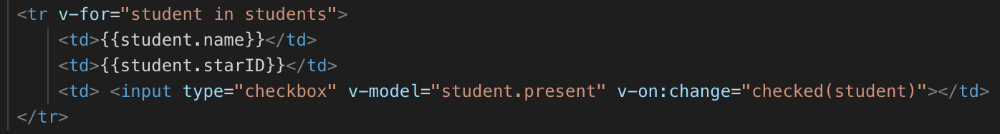 <tr v-for="student in students">
    <td>{{student.name}}</td>
    <td>{{student.starID}}</td>
    <td> <input type="checkbox" v-model="student.present" v-on:change="checked(student)"></td>
</tr>